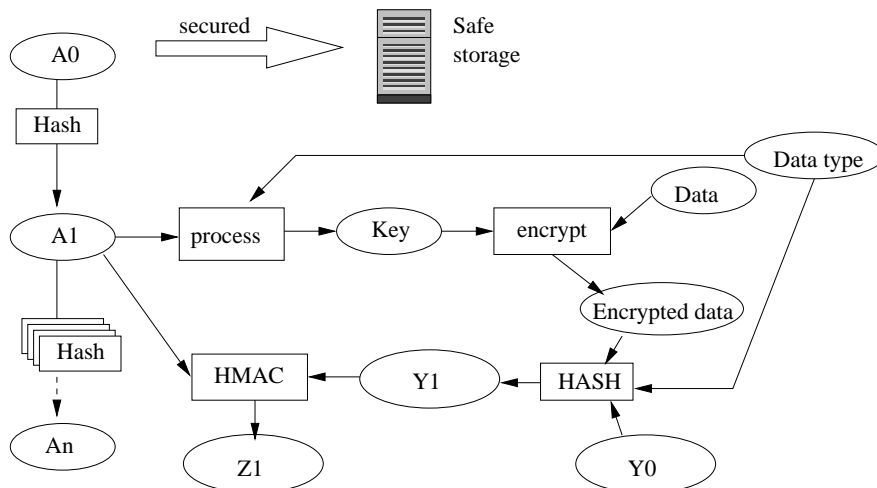 secured
Safe
storage
A0
Hash
Data type
Data
A1
process
Key
encrypt
Encrypted data
Hash
HMAC
Y1
HASH
An
Z1
Y0